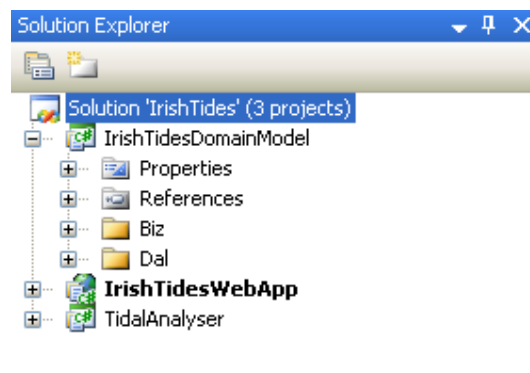 Solution Explorer
Solution 'IrishTides' (3 projects)
IrishTidesDomainModel
Properties
References
Biz
Dal
IrishTidesWebApp
TidalAnalyser